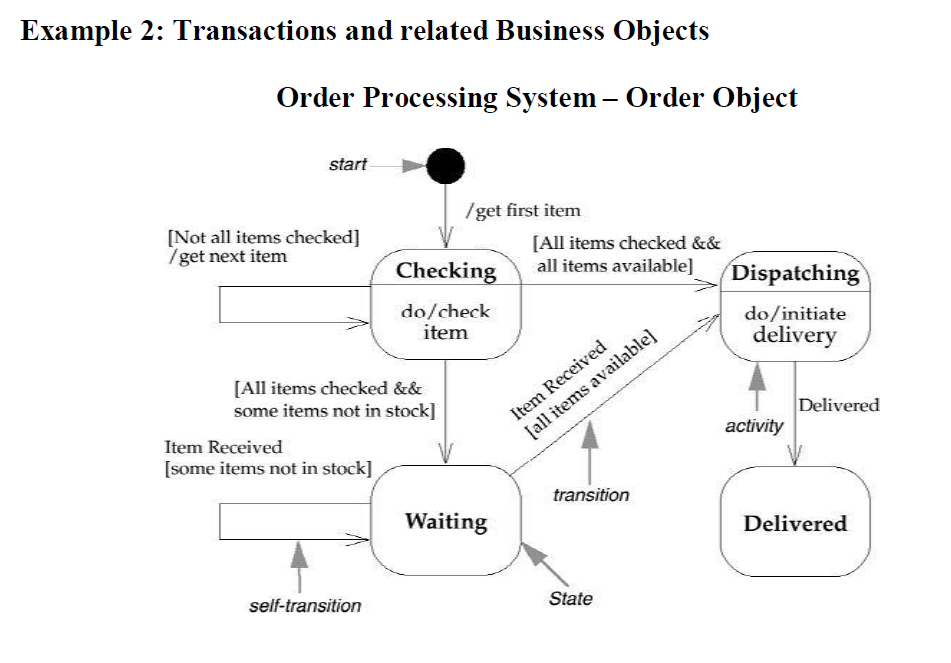 Example 2: Transactions and related Business Objects
Order Processing System – Order Object
start
/get first item
[Not all items checked]
/get next item
[All items checked &&
all items available]
Checking
do/check
item
Dispatching
do/initiate
delivery
[All items checked &&
some items not in stock]
Item Received
[all items available]
activity
Delivered
Item Received
[some items not in stock]
transition
Waiting
Delivered
self-transition
State